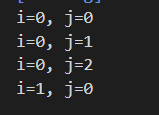 i=0, j=0
i=0, j=1
i=0, j=2
i=1, j=0